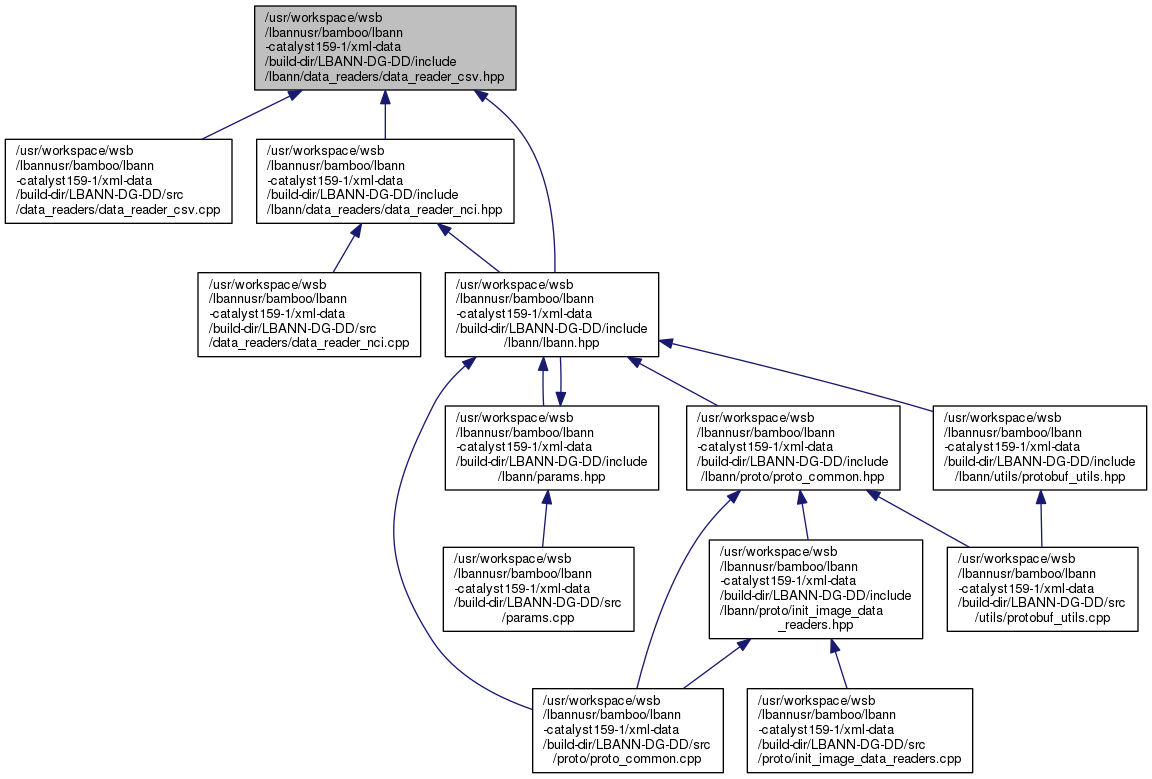 /usr/workspace/wsb
/lbannusr/bamboo/lbann
-catalyst159-1/xml-data
/build-dir/LBANN-DG-DD/include
/lbann/data_readers/data_reader_csv.hpp
/usr/workspace/wsb
/lbannusr/bamboo/lbann
-catalyst159-1/xml-data
/build-dir/LBANN-DG-DD/src
/data_readers/data_reader_csv.cpp
/usr/workspace/wsb
/lbannusr/bamboo/lbann
-catalyst159-1/xml-data
/build-dir/LBANN-DG-DD/include
/lbann/data_readers/data_reader_nci.hpp
/usr/workspace/wsb
/lbannusr/bamboo/lbann
-catalyst159-1/xml-data
/build-dir/LBANN-DG-DD/src
/data_readers/data_reader_nci.cpp
/usr/workspace/wsb
/lbannusr/bamboo/lbann
-catalyst159-1/xml-data
/build-dir/LBANN-DG-DD/include
/lbann/lbann.hpp
/usr/workspace/wsb
/lbannusr/bamboo/lbann
-catalyst159-1/xml-data
/build-dir/LBANN-DG-DD/include
/lbann/params.hpp
/usr/workspace/wsb
/lbannusr/bamboo/lbann
-catalyst159-1/xml-data
/build-dir/LBANN-DG-DD/include
/lbann/proto/proto_common.hpp
/usr/workspace/wsb
/lbannusr/bamboo/lbann
-catalyst159-1/xml-data
/build-dir/LBANN-DG-DD/include
/lbann/utils/protobuf_utils.hpp
/usr/workspace/wsb
/lbannusr/bamboo/lbann
-catalyst159-1/xml-data
/build-dir/LBANN-DG-DD/src
/params.cpp
/usr/workspace/wsb
/lbannusr/bamboo/lbann
-catalyst159-1/xml-data
/build-dir/LBANN-DG-DD/include
/lbann/proto/init_image_data
_readers.hpp
/usr/workspace/wsb
/lbannusr/bamboo/lbann
-catalyst159-1/xml-data
/build-dir/LBANN-DG-DD/src
/utils/protobuf_utils.cpp
/usr/workspace/wsb
/lbannusr/bamboo/lbann
-catalyst159-1/xml-data
/build-dir/LBANN-DG-DD/src
/proto/proto_common.cpp
/usr/workspace/wsb
/lbannusr/bamboo/lbann
-catalyst159-1/xml-data
/build-dir/LBANN-DG-DD/src
/proto/init_image_data_readers.cpp